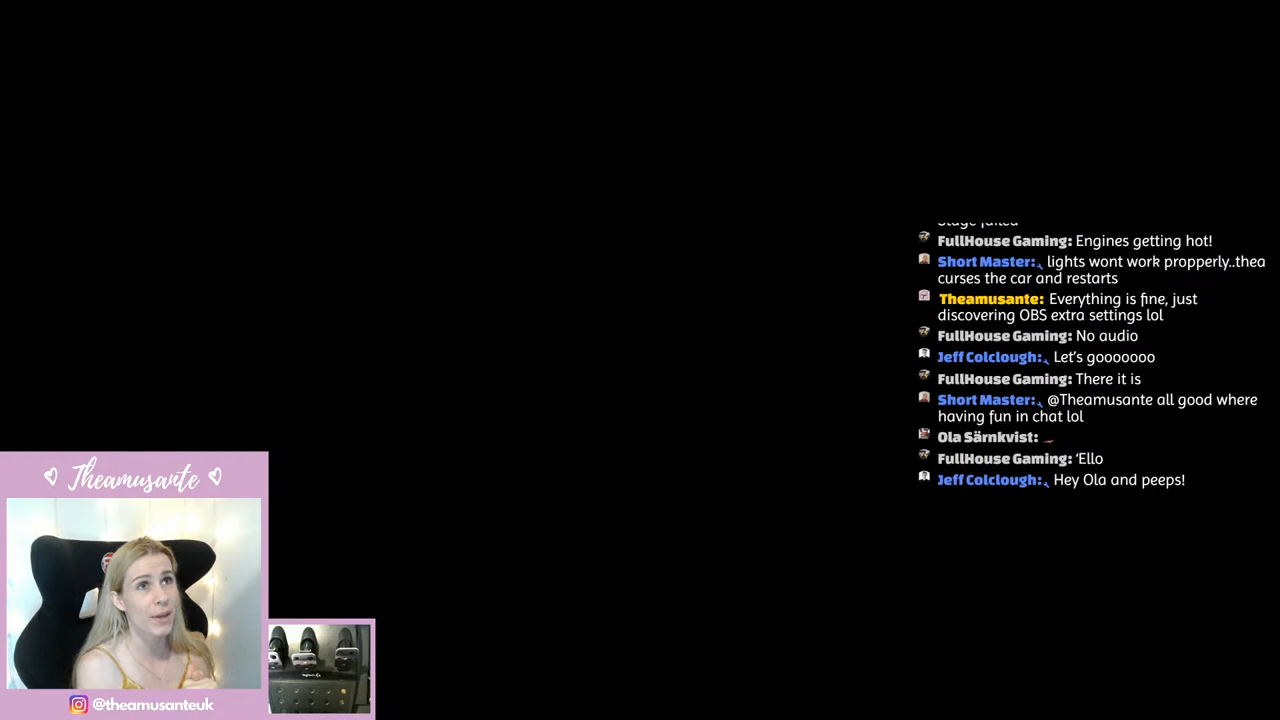 Stage failed
FullHouse Gaming: Engines getting hot!
Short Master: lights wont work propperly..thea
curses the car and restarts
Theamusante: Everything is fine, just
discovering OBS extra settings lol
FullHouse Gaming: No audio
Jeff Colclough: Let's gooooooo
FullHouse Gaming: There it is
Short Master: @Theamusante all good where
having fun in chat lol
Ola Särnkvist:
FullHouse Gaming: 'Ello
Jeff Colclough: Hey Ola and peeps!
Theamusante
@theamusanteuk